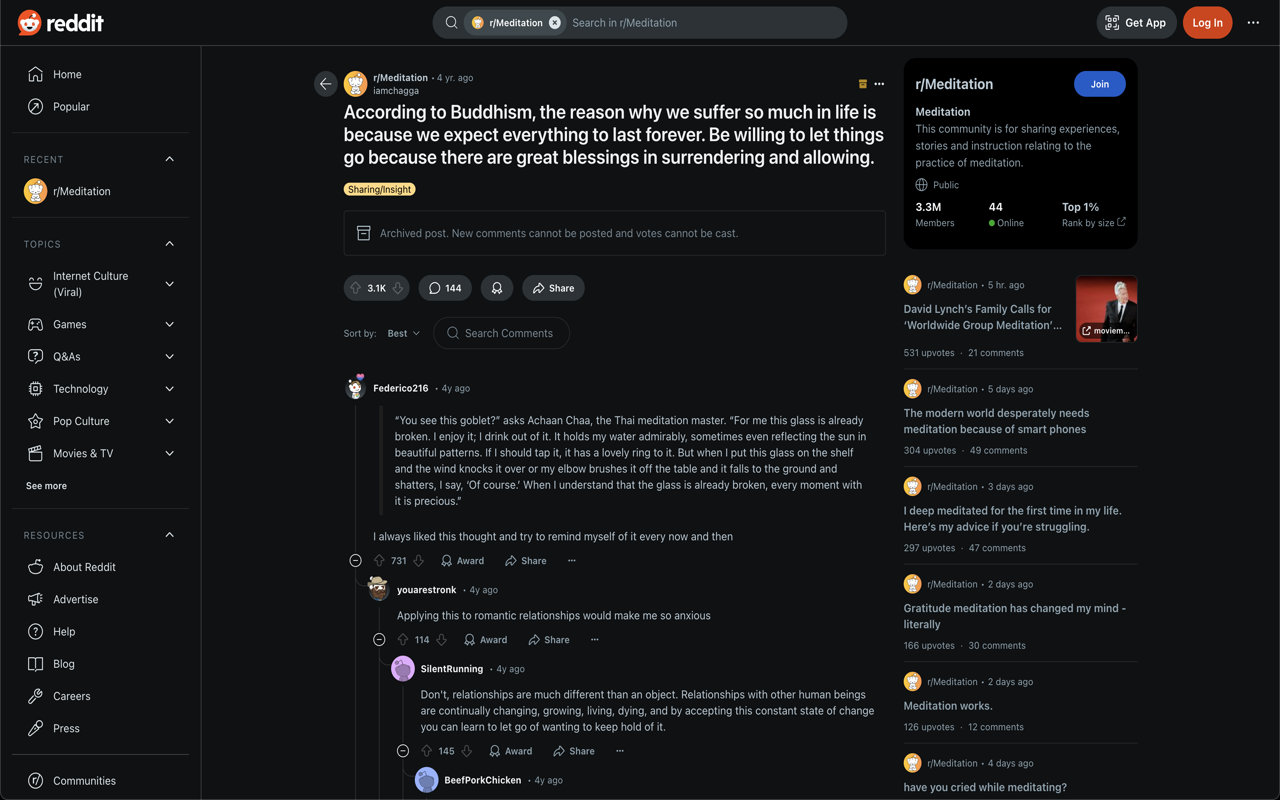 reddit
r/Meditation
Search in r/Meditation
Get App
Log In
Home
Popular
RECENT
r/Meditation
TOPICS
Internet Culture
(Viral)
Games
Q&As
Technology
Pop Culture
Movies & TV
See more
RESOURCES
About Reddit
Advertise
Help
Blog
Careers
Press
Communities
r/Meditation • 4 yr. ago
iamchagga
According to Buddhism, the reason why we suffer so much in life is
because we expect everything to last forever. Be willing to let things
go because there are great blessings in surrendering and allowing.
Sharing/Insight
Archived post. New comments cannot be posted and votes cannot be cast.
3.1K
144
Share
Sort by: Best
Search Comments
Federico216 • 4y ago
“You see this goblet?” asks Achaan Chaa, the Thai meditation master. “For me this glass is already
broken. I enjoy it; I drink out of it. It holds my water admirably, sometimes even reflecting the sun in
beautiful patterns. If I should tap it, it has a lovely ring to it. But when I put this glass on the shelf
and the wind knocks it over or my elbow brushes it off the table and it falls to the ground and
shatters, I say, ‘Of course.’ When I understand that the glass is already broken, every moment with
it is precious.”
I always liked this thought and try to remind myself of it every now and then
731 Award Share
youarestronk • 4y ago
Applying this to romantic relationships would make me so anxious
114 Award Share
SilentRunning • 4y ago
Don't, relationships are much different than an object. Relationships with other human beings
are continually changing, growing, living, dying, and by accepting this constant state of change
you can learn to let go of wanting to keep hold of it.
145 Award Share
BeefPorkChicken • 4y ago
r/Meditation
Join
Meditation
This community is for sharing experiences,
stories and instruction relating to the
practice of meditation.
Public
3.3M 44 Top 1%
Members Online Rank by size
r/Meditation • 5 hr. ago
David Lynch’s Family Calls for
‘Worldwide Group Meditation’...
moviem...
531 upvotes · 21 comments
r/Meditation • 5 days ago
The modern world desperately needs
meditation because of smart phones
304 upvotes · 49 comments
r/Meditation • 3 days ago
I deep meditated for the first time in my life.
Here’s my advice if you’re struggling.
297 upvotes · 47 comments
r/Meditation • 2 days ago
Gratitude meditation has changed my mind -
literally
166 upvotes · 30 comments
r/Meditation • 2 days ago
Meditation works.
126 upvotes · 12 comments
r/Meditation • 4 days ago
have you cried while meditating?